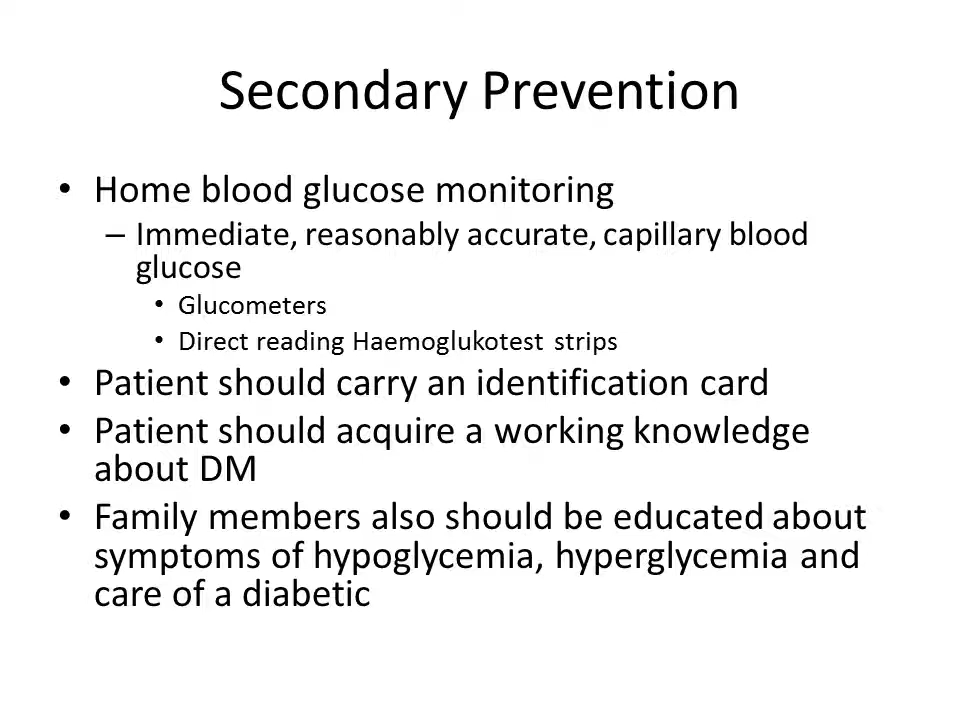 Secondary Prevention
• Home blood glucose monitoring
– Immediate, reasonably accurate, capillary blood
glucose
• Glucometers
• Direct reading Haemoglukotest strips
• Patient should carry an identification card
• Patient should acquire a working knowledge
about DM
• Family members also should be educated about
symptoms of hypoglycemia, hyperglycemia and
care of a diabetic